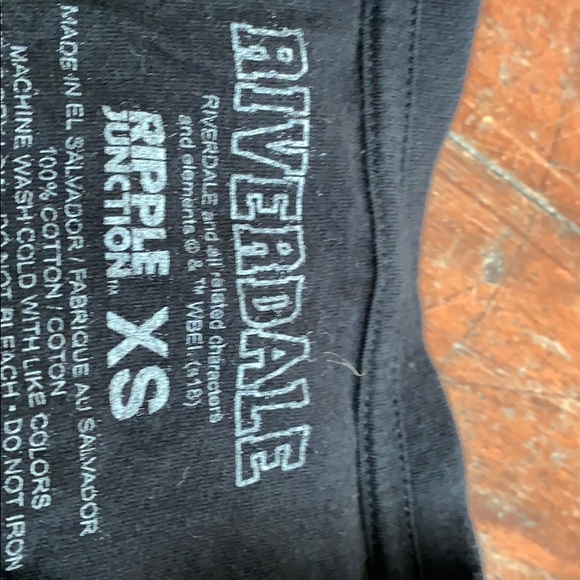 RIVERDALE
RIVERDALE and all related characters
and elements © & ™ WBEI. (s18)
RIPPLE
JUNCTION™
XS
MADE IN EL SALVADOR / FABRIQUE AU SALVADOR
100% COTTON / COTON
MACHINE WASH COLD WITH LIKE COLORS
DO NOT BLEACH • DO NOT IRON